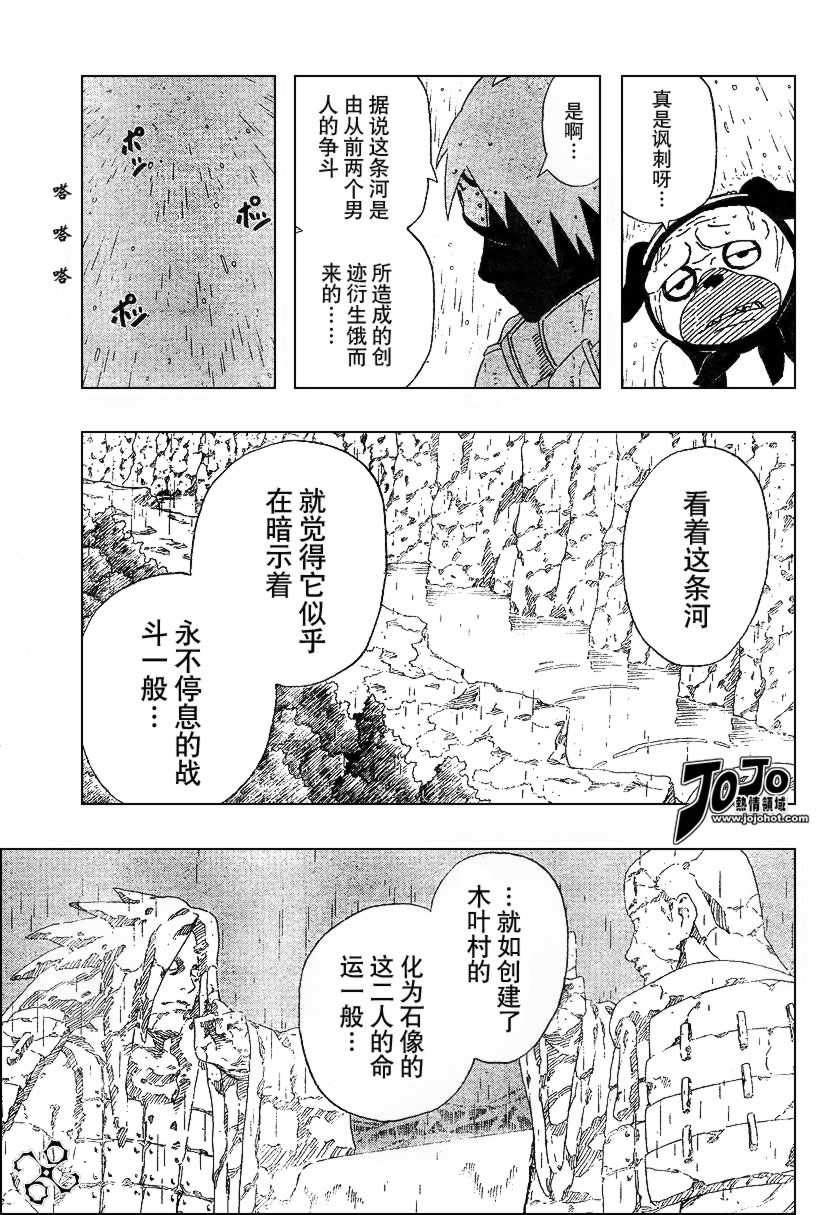 真是讽刺呀…
是啊…
据说这条河是
由从前两个男
人的争斗
所造成的创
迹衍生饿而
来的……
ポッ
ポッ
ポッ
嗒
嗒
嗒
看着这条河
就觉得它似乎
在暗示着
永不停息的战
斗一般…
JOJO
熱情領域
www.jojohot.com
…就如创建了
木叶村的
化为石像的
这二人的命
运一般…